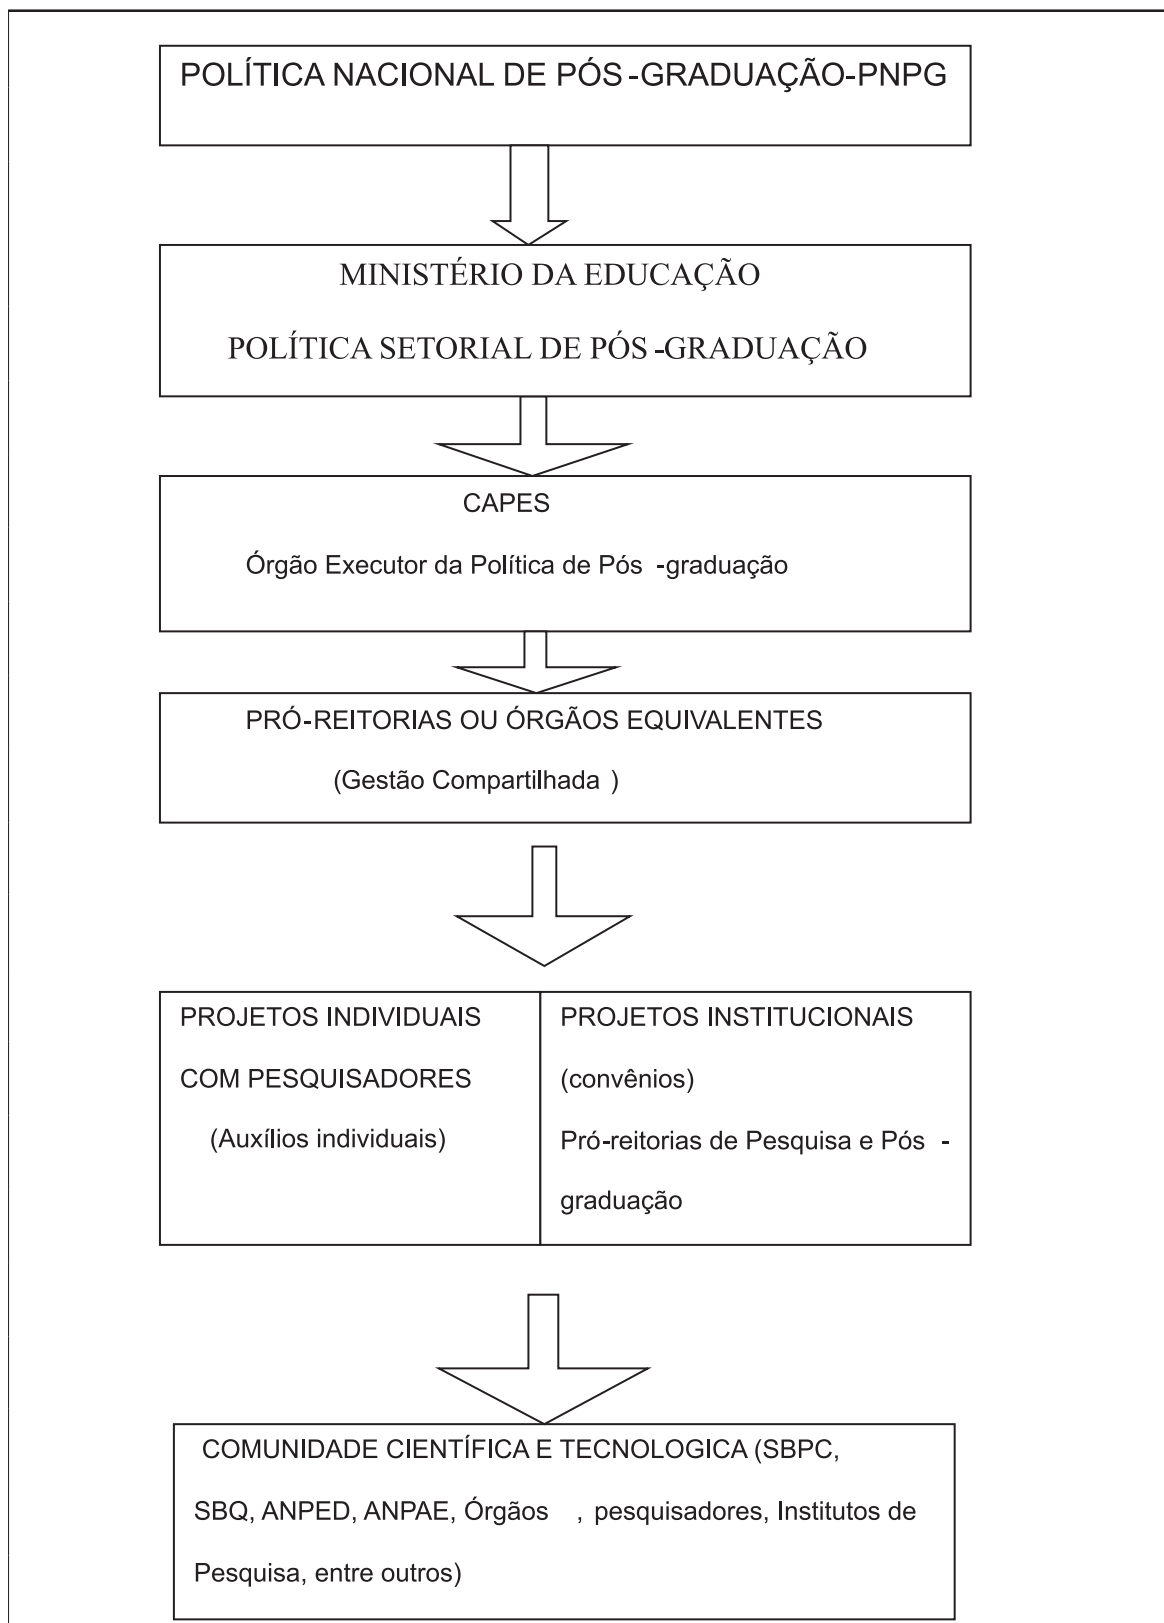 POLÍTICA NACIONAL DE PÓS -GRADUAÇÃO-PNPG
MINISTÉRIO DA EDUCAÇÃO
POLÍTICA SETORIAL DE PÓS -GRADUAÇÃO
CAPES
Órgão Executor da Política de Pós -graduação
PRÓ-REITORIAS OU ÓRGÃOS EQUIVALENTES
(Gestão Compartilhada )
PROJETOS INDIVIDUAIS
COM PESQUISADORES
(Auxílios individuais)
PROJETOS INSTITUCIONAIS
(convênios)
Pró-reitorias de Pesquisa e Pós -
graduação
COMUNIDADE CIENTÍFICA E TECNOLOGICA (SBPC,
SBQ, ANPED, ANPAE, Órgãos , pesquisadores, Institutos de
Pesquisa, entre outros)